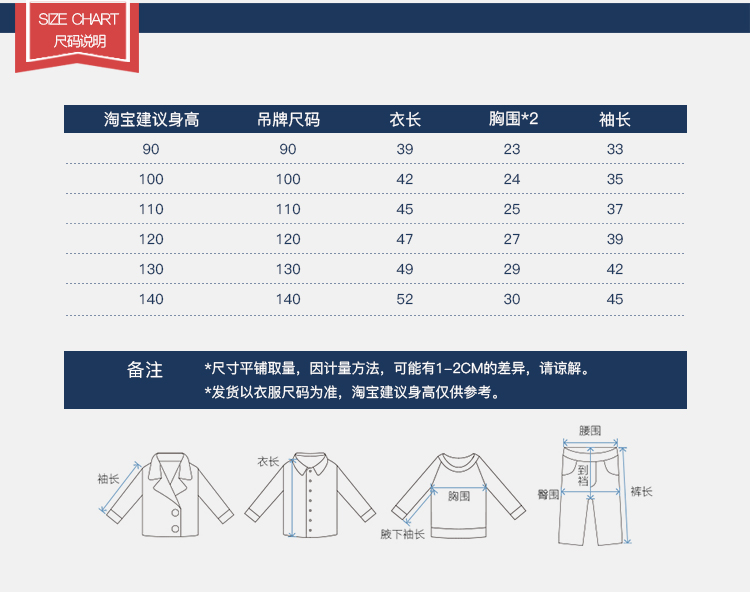 SIZE CHART
尺码说明
淘宝建议身高 吊牌尺码 衣长 胸围*2 袖长
90 90 39 23 33
100 100 42 24 35
110 110 45 25 37
120 120 47 27 39
130 130 49 29 42
140 140 52 30 45
备注 *尺寸平铺取量，因计量方法，可能有1-2CM的差异，请谅解。
*发货以衣服尺码为准，淘宝建议身高仅供参考。
腰围
衣长
到裆
袖长
臀围
裤长
胸围
腋下袖长